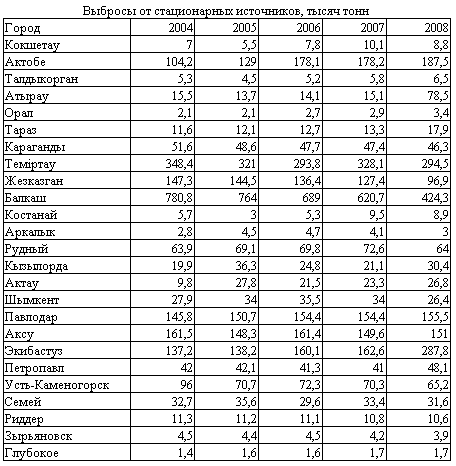 Выбросы от стационарных источников, тысяч тонн
Город 2004 2005 2006 2007 2008
Кокшетау 7 5,5 7,8 10,1 8,8
Актобе 104,2 129 178,1 178,2 187,5
Талдыкорган 5,3 4,5 5,2 5,8 6,5
Атырау 15,5 13,7 14,1 15,1 78,5
Орал 2,1 2,1 2,7 2,9 3,4
Тараз 11,6 12,1 12,7 13,3 17,9
Караганды 51,6 48,6 47,7 47,4 46,3
Теміртау 348,4 321 293,8 328,1 294,5
Жезказган 147,3 144,5 136,4 127,4 96,9
Балкаш 780,8 764 689 620,7 424,3
Костанай 5,7 3 5,3 9,5 8,9
Аркалык 2,8 4,5 4,7 4,1 3
Рудный 63,9 69,1 69,8 72,6 64
Кызылорда 19,9 36,3 24,8 21,1 30,4
Актау 9,8 27,8 21,5 23,3 26,8
Шымкент 27,9 34 35,5 34 26,4
Павлодар 145,8 150,7 154,4 154,4 155,5
Аксу 161,5 148,3 161,4 149,6 151
Экибастуз 137,2 138,2 160,1 162,6 287,8
Петропавл 42 42,1 41,3 41 48,1
Усть-Каменогорск 96 70,7 72,3 70,3 65,2
Семей 32,7 35,6 29,6 33,4 31,6
Риддер 11,3 11,2 11,1 10,8 10,6
Зырьяновск 4,5 4,4 4,5 4,2 3,9
Глубокое 1,4 1,6 1,6 1,7 1,7